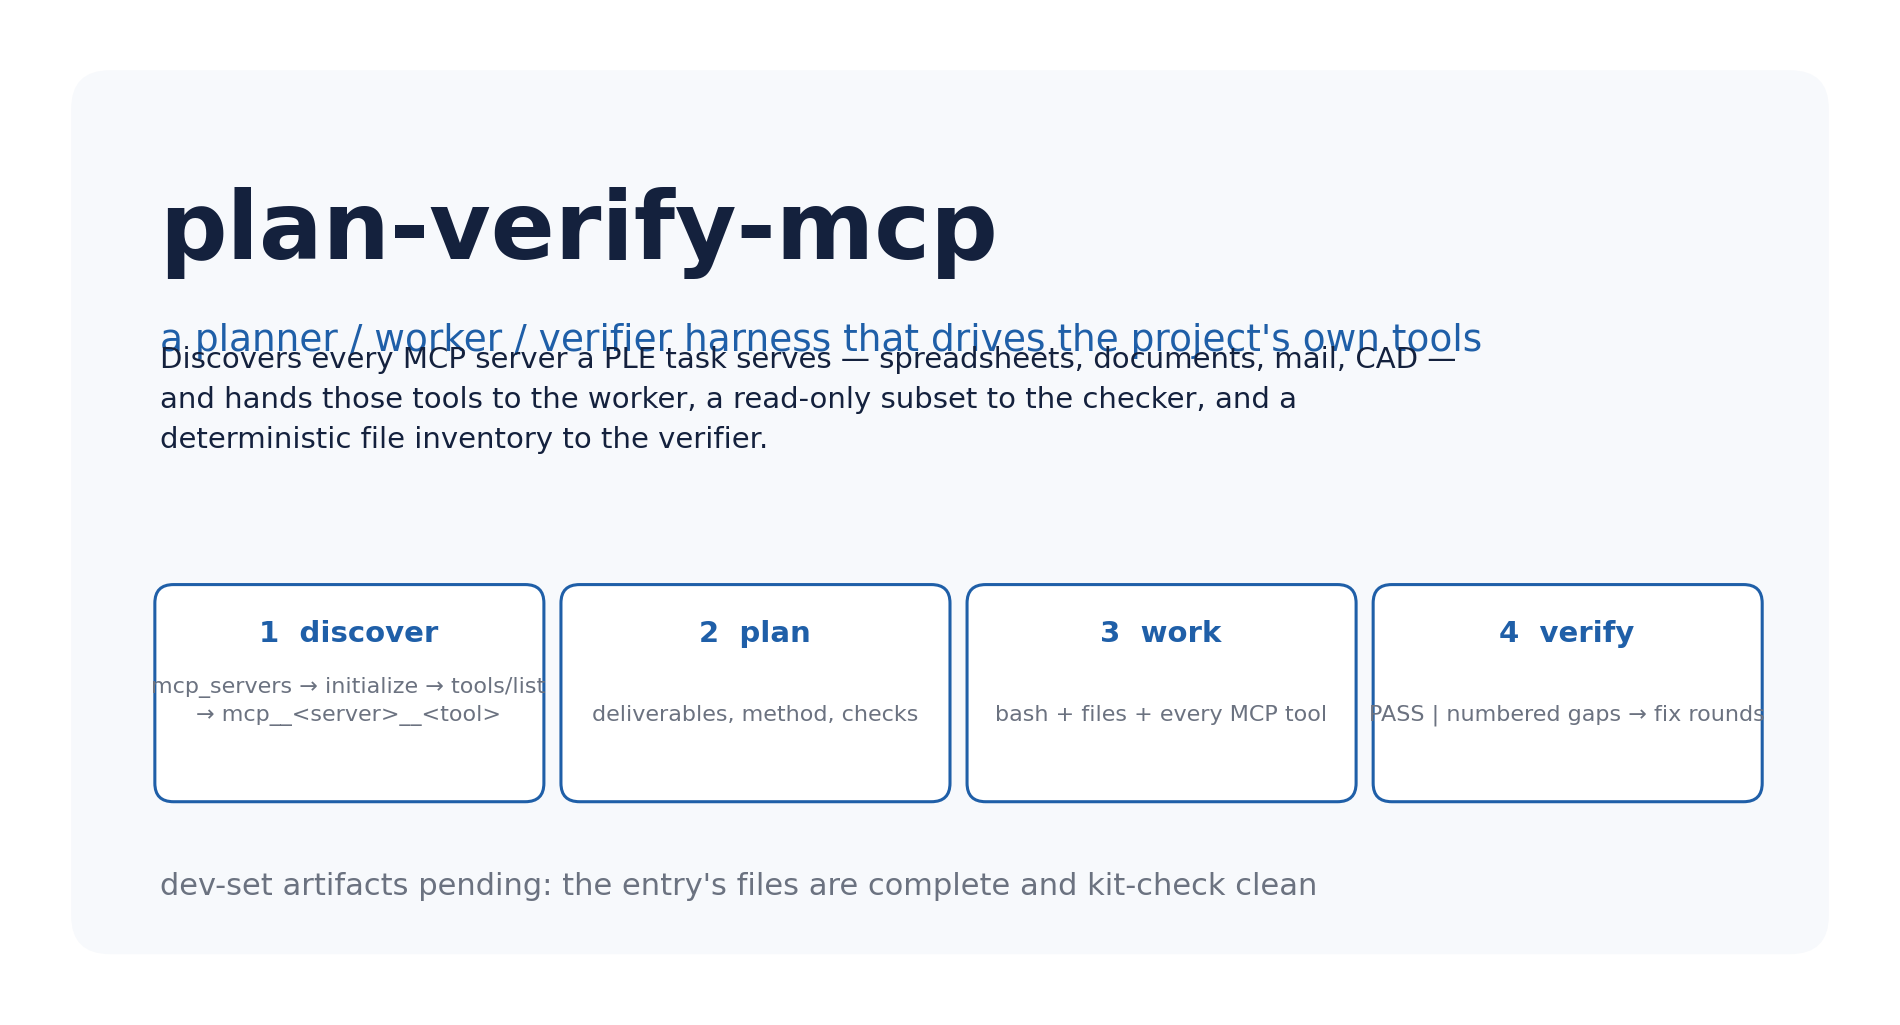 plan-verify-mcp
a planner / worker / verifier harness that drives the project's own tools
Discovers every MCP server a PLE task serves — spreadsheets, documents, mail, CAD —
and hands those tools to the worker, a read-only subset to the checker, and a
deterministic file inventory to the verifier.
1 discover
mcp_servers → initialize → tools/list
→ mcp__<server>__<tool>
2 plan
deliverables, method, checks
3 work
bash + files + every MCP tool
4 verify
PASS | numbered gaps → fix rounds
dev-set artifacts pending: the entry's files are complete and kit-check clean